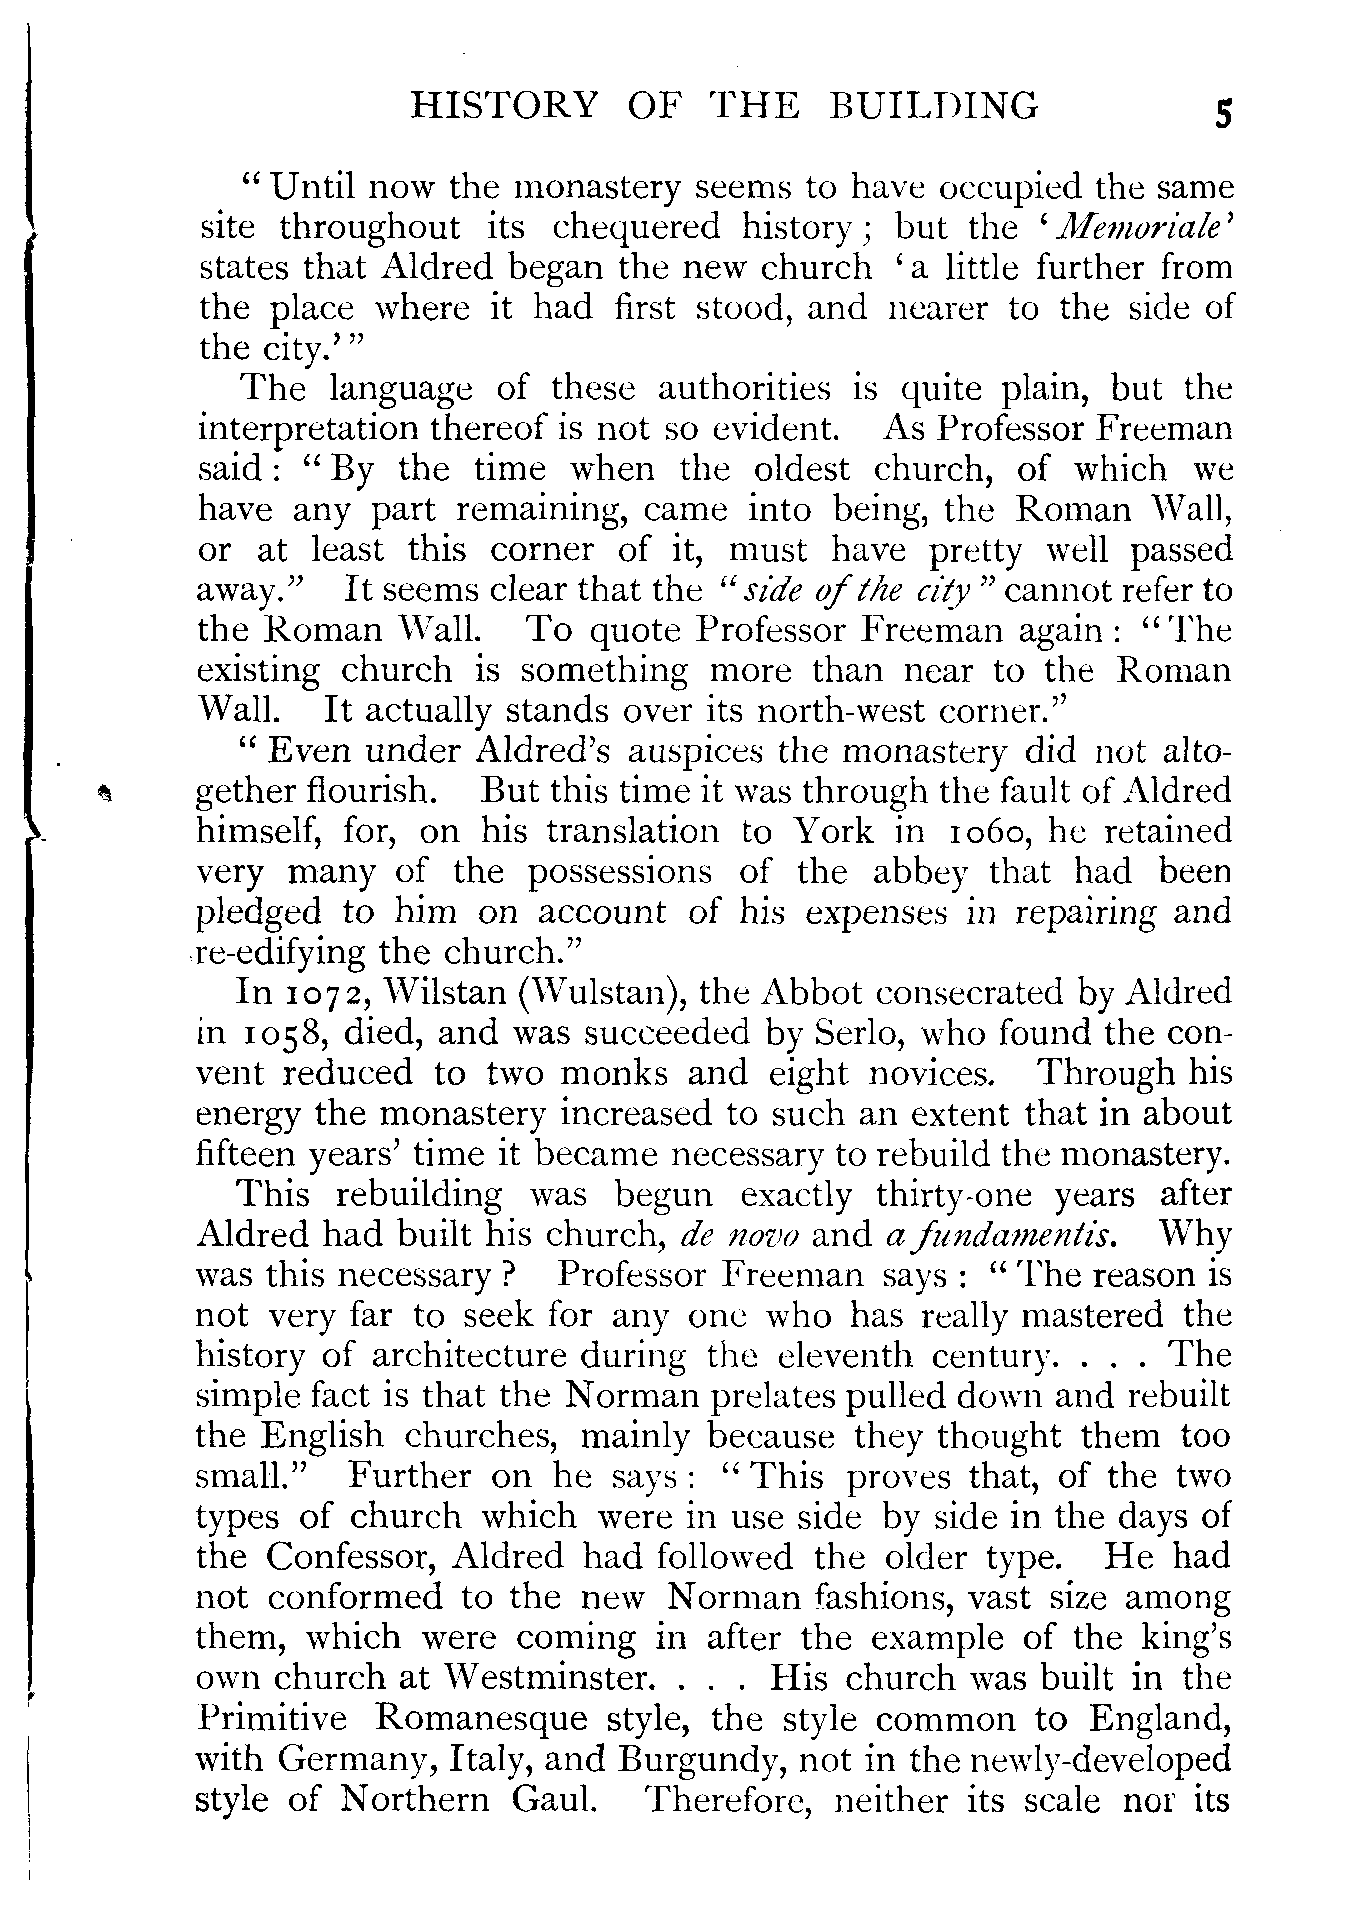 HISTORY OF THE BUILDING 5
“ Until now the monastery seems to have occupied the same
site throughout its chequered history ; but the ‘ Memoriale’
states that Aldred began the new church ‘ a little further from
the place where it had first stood, and nearer to the side of
the city.’ ”
The language of these authorities is quite plain, but the
interpretation thereof is not so evident. As Professor Freeman
said : “ By the time when the oldest church, of which we
have any part remaining, came into being, the Roman Wall,
or at least this corner of it, must have pretty well passed
away.” It seems clear that the “ side of the city ” cannot refer to
the Roman Wall. To quote Professor Freeman again : “ The
existing church is something more than near to the Roman
Wall. It actually stands over its north-west corner.”
“ Even under Aldred’s auspices the monastery did not alto-
gether flourish. But this time it was through the fault of Aldred
himself, for, on his translation to York in 1060, he retained
very many of the possessions of the abbey that had been
pledged to him on account of his expenses in repairing and
re-edifying the church.”
In 1072, Wilstan (Wulstan), the Abbot consecrated by Aldred
in 1058, died, and was succeeded by Serlo, who found the con-
vent reduced to two monks and eight novices. Through his
energy the monastery increased to such an extent that in about
fifteen years’ time it became necessary to rebuild the monastery.
This rebuilding was begun exactly thirty-one years after
Aldred had built his church, de novo and a fundamentis. Why
was this necessary ? Professor Freeman says : “ The reason is
not very far to seek for any one who has really mastered the
history of architecture during the eleventh century. . . . The
simple fact is that the Norman prelates pulled down and rebuilt
the English churches, mainly because they thought them too
small.” Further on he says : “ This proves that, of the two
types of church which were in use side by side in the days of
the Confessor, Aldred had followed the older type. He had
not conformed to the new Norman fashions, vast size among
them, which were coming in after the example of the king’s
own church at Westminster. . . . His church was built in the
Primitive Romanesque style, the style common to England,
with Germany, Italy, and Burgundy, not in the newly-developed
style of Northern Gaul. Therefore, neither its scale nor its